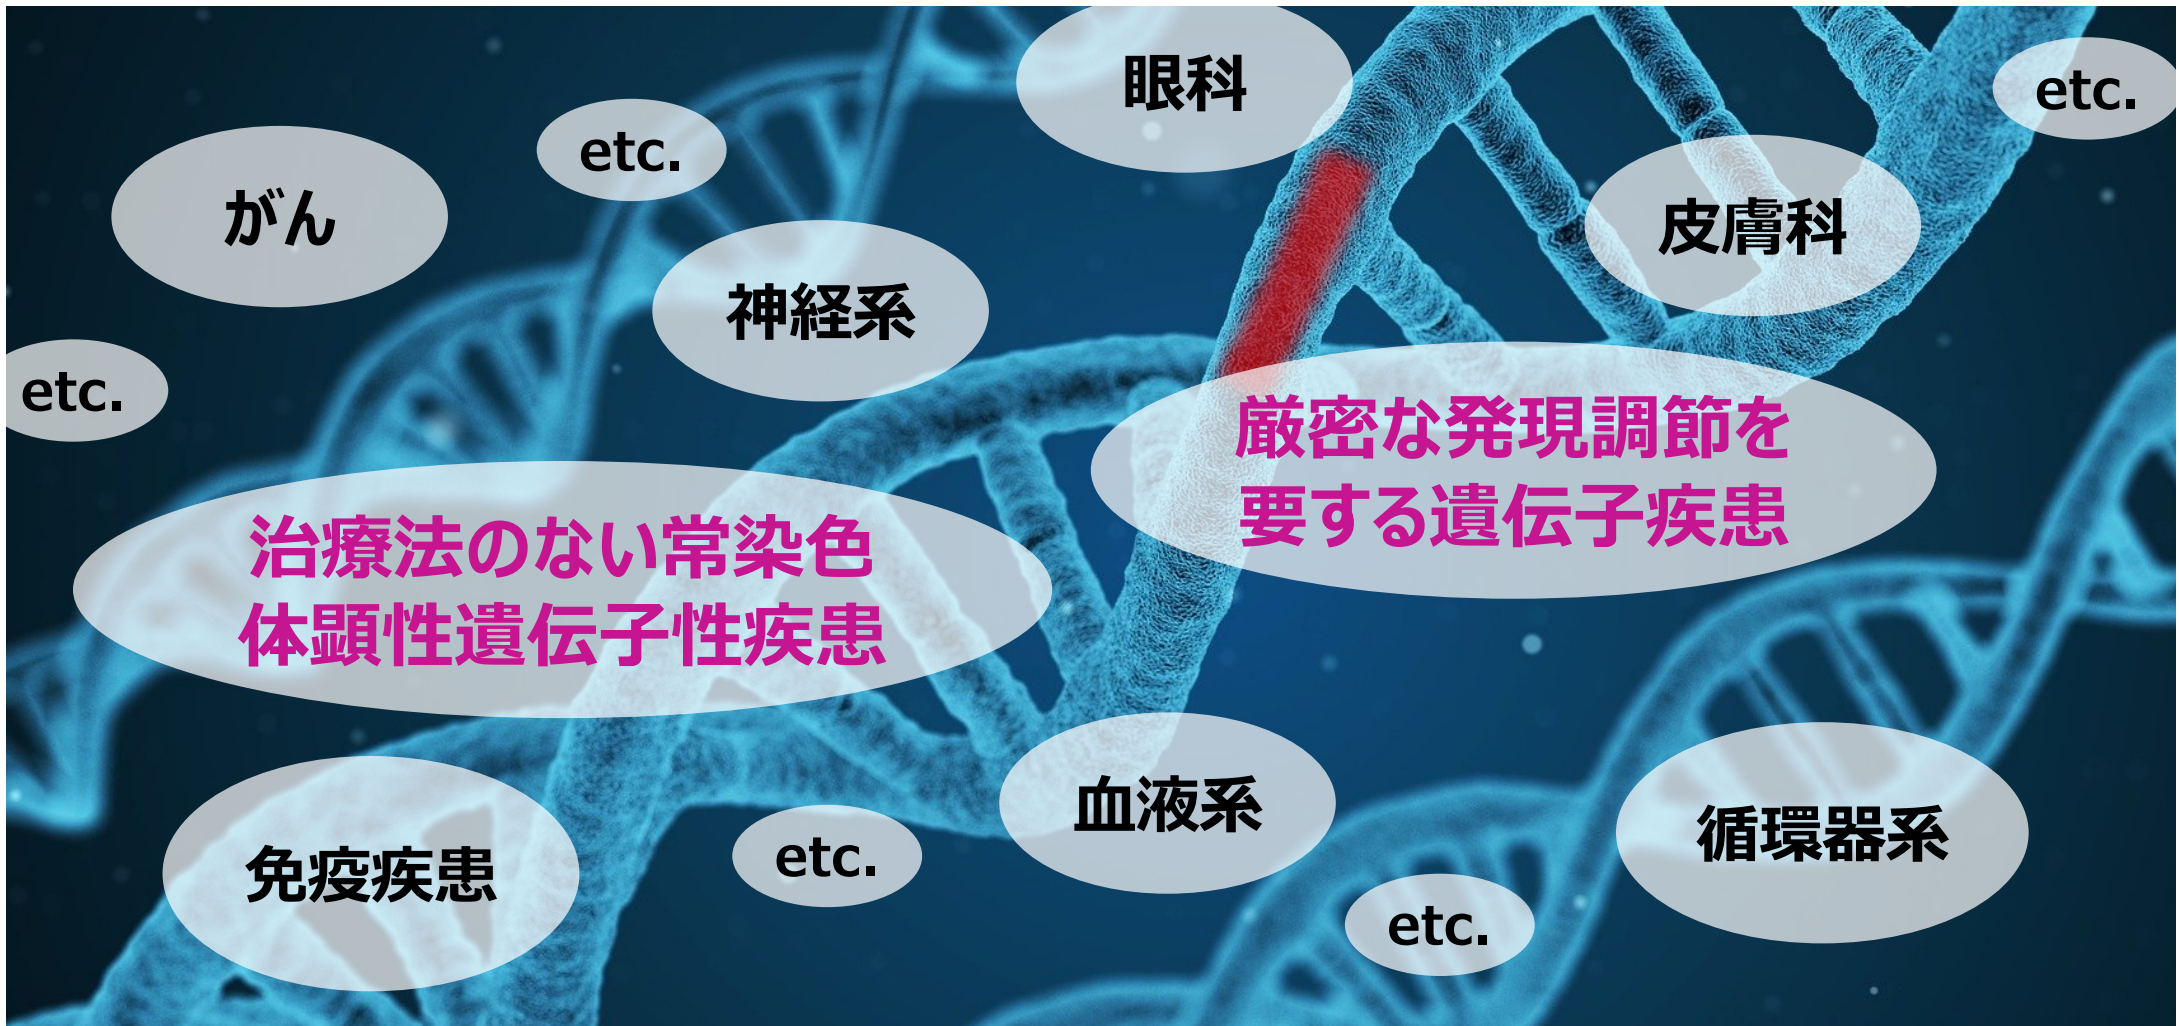 眼科
etc.
etc.
がん
皮膚科
神経系
etc.
厳密な発現調節を
要する遺伝子疾患
治療法のない常染色
体顕性遺伝子性疾患
血液系
循環器系
免疫疾患
etc.
etc.